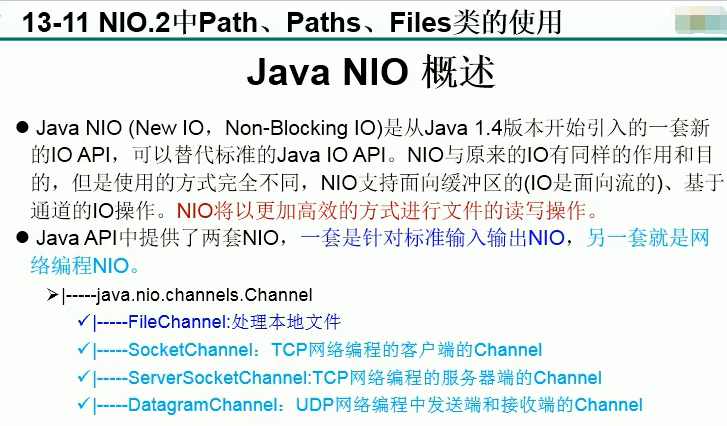 13-11 NIO.2中Path、Paths、Files类的使用
Java NIO 概述
● Java NIO (New IO，Non-Blocking IO)是从Java 1.4版本开始引入的一套新
的IO API，可以替代标准的Java IO API。NIO与原来的IO有同样的作用和目
的，但是使用的方式完全不同，NIO支持面向缓冲区的(IO是面向流的)、基于
通道的IO操作。NIO将以更加高效的方式进行文件的读写操作。
● Java API中提供了两套NIO，一套是针对标准输入输出NIO，另一套就是网
络编程NIO。
➢|-----java.nio.channels.Channel
✓|-----FileChannel:处理本地文件
✓|-----SocketChannel：TCP网络编程的客户端的Channel
✓|-----ServerSocketChannel:TCP网络编程的服务器端的Channel
✓|-----DatagramChannel：UDP网络编程中发送端和接收端的Channel